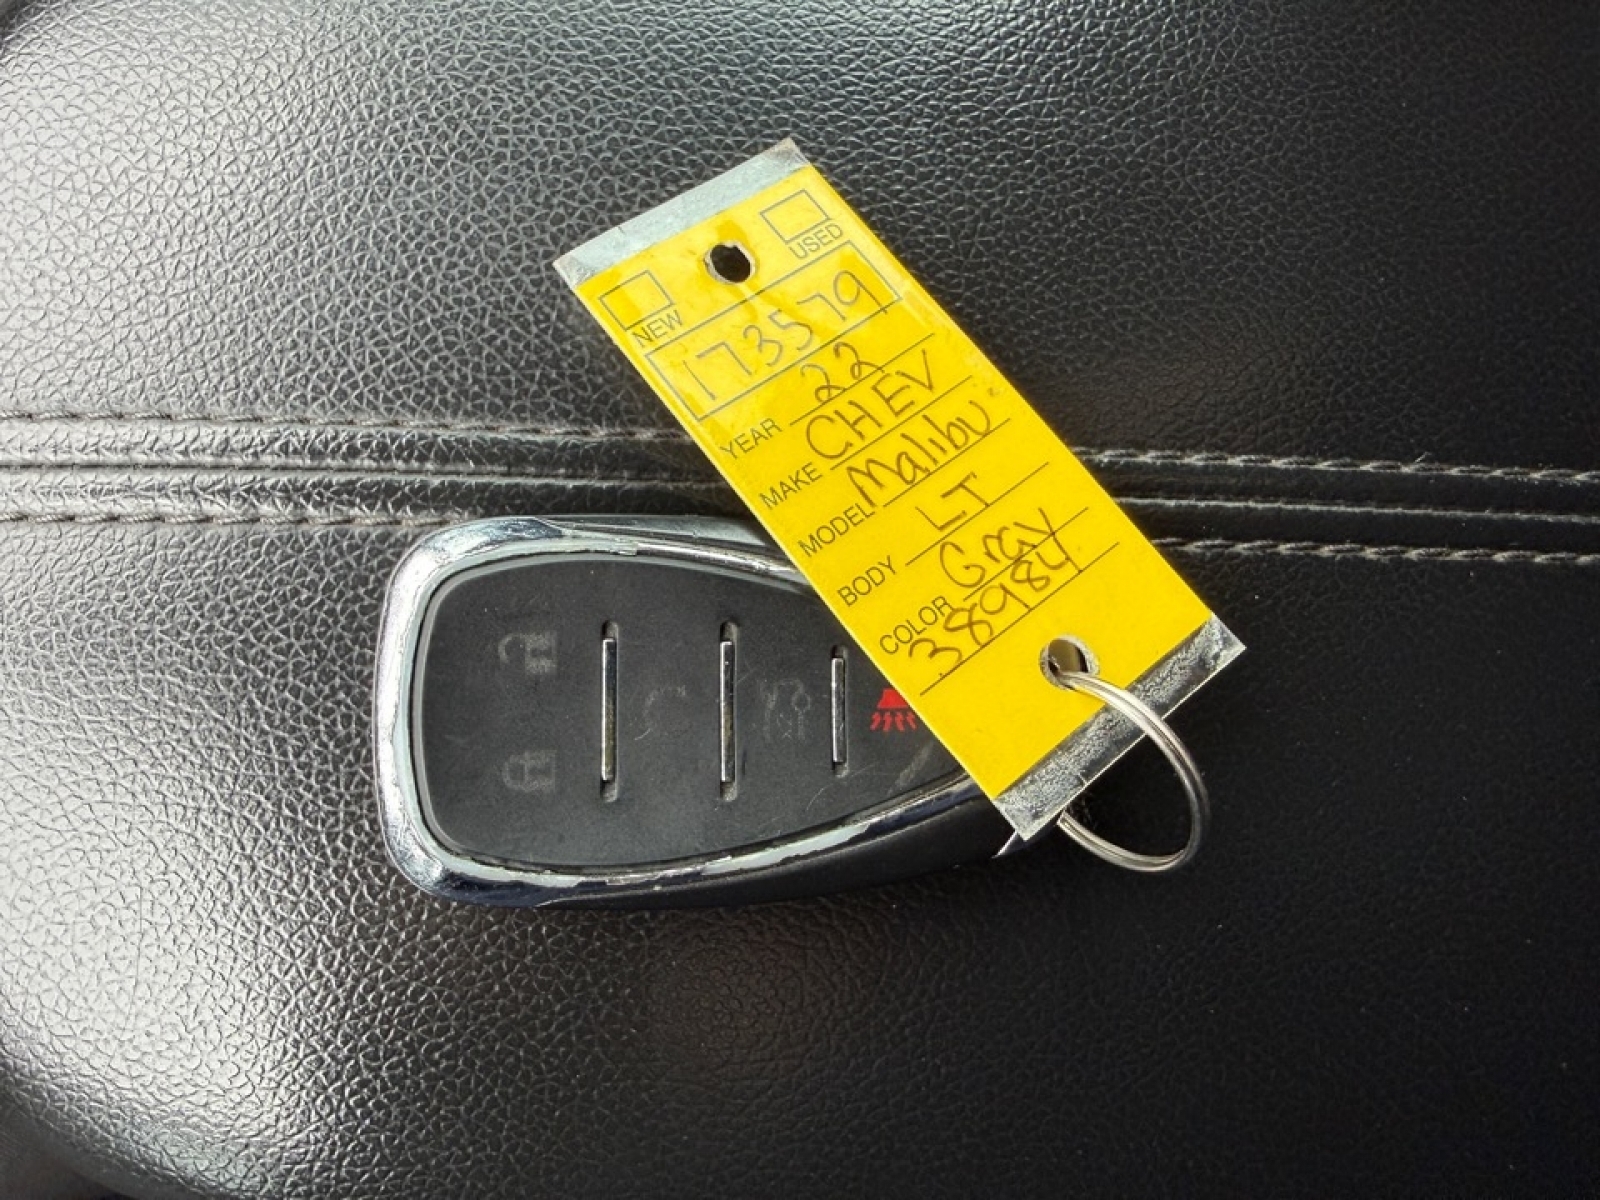 NEW USED
173579
YEAR 22
MAKE CHEV
MODEL Malibu
BODY LT
COLOR Gray
38984